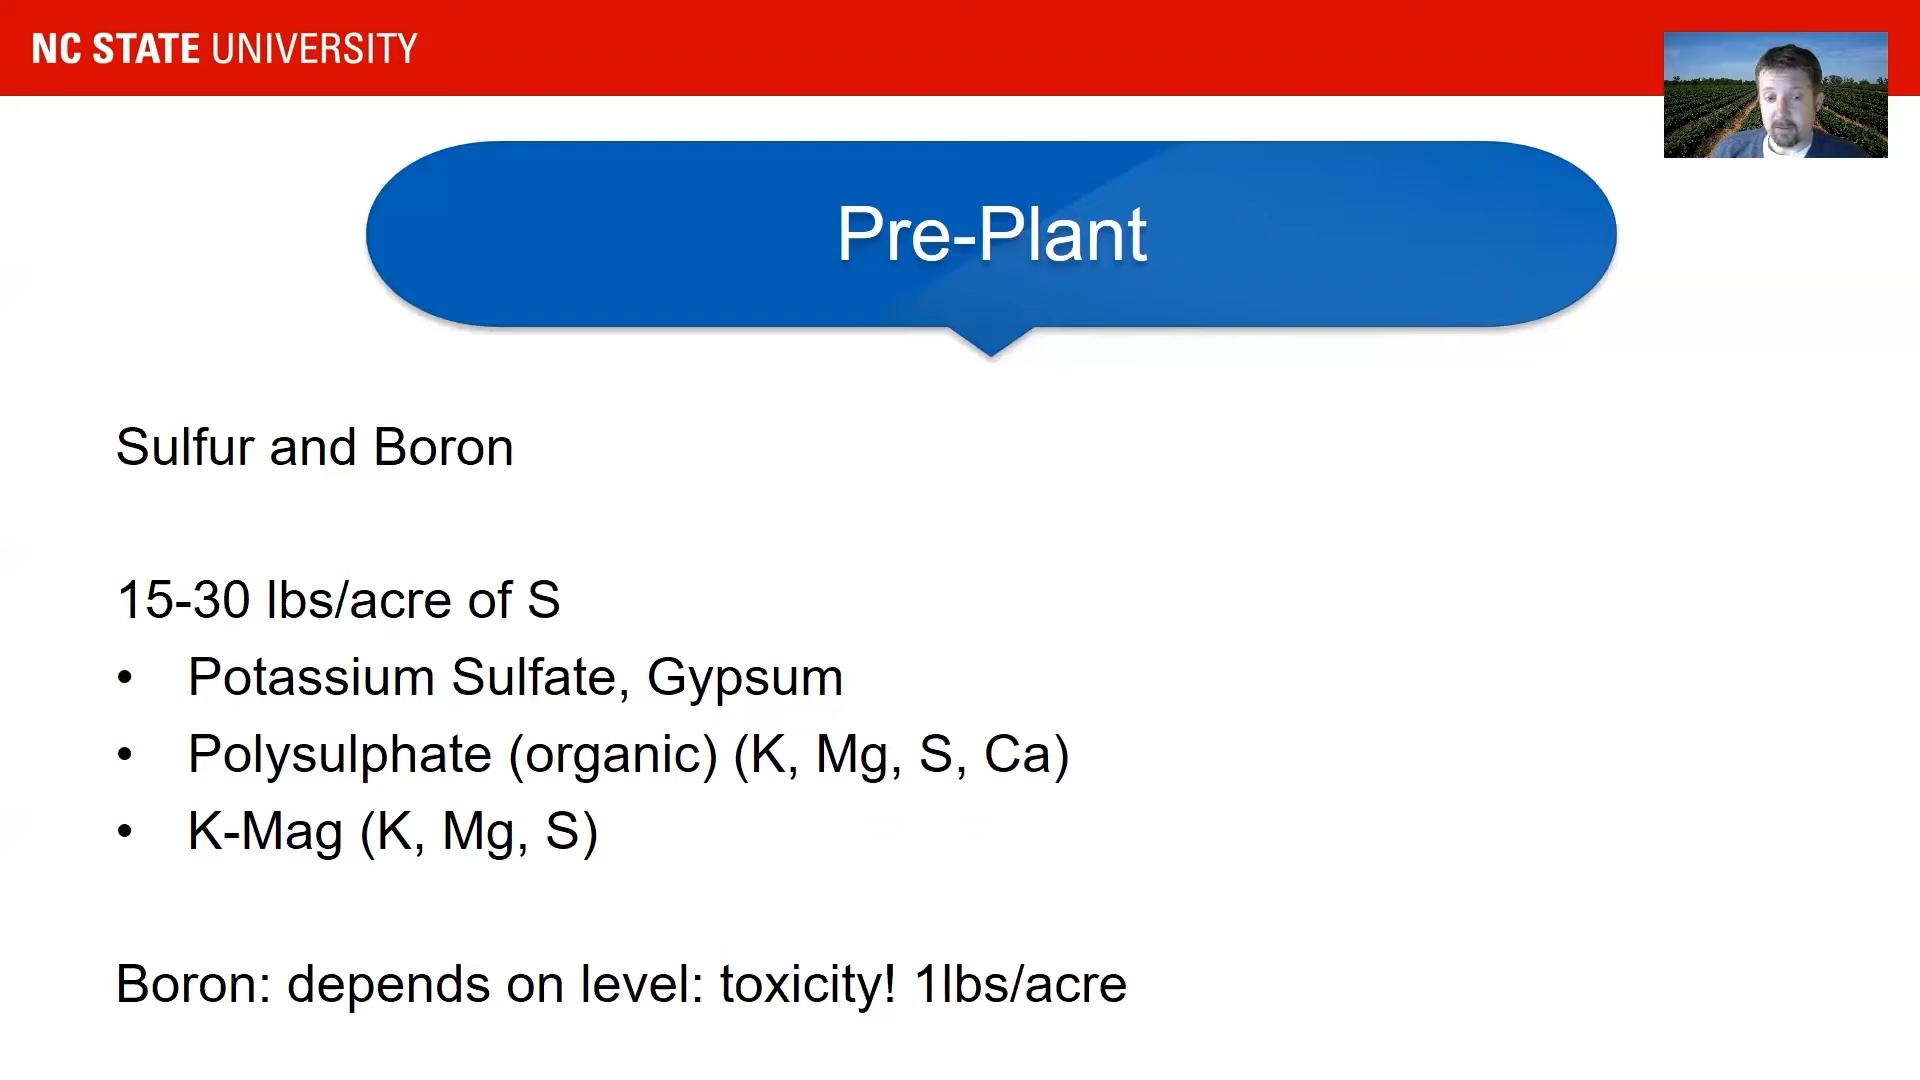 NC STATE UNIVERSITY
Pre-Plant
Sulfur and Boron
15-30 lbs/acre of S
• Potassium Sulfate, Gypsum
• Polysulphate (organic) (K, Mg, S, Ca)
• K-Mag (K, Mg, S)
Boron: depends on level: toxicity! 1lbs/acre